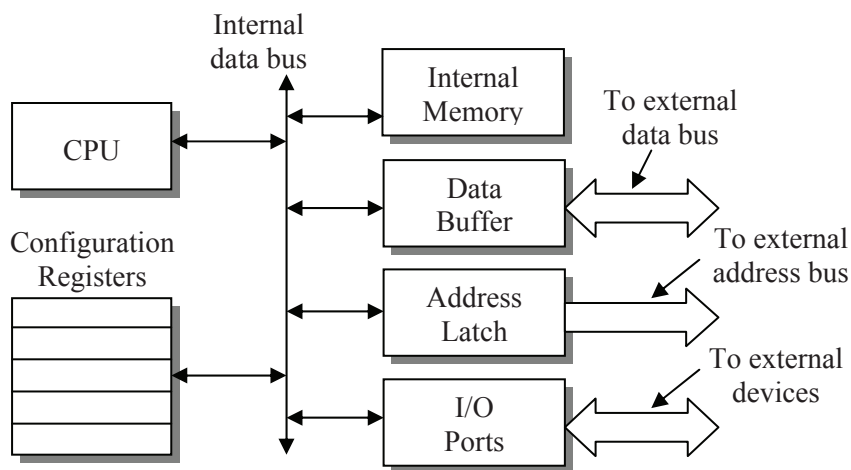 Internal
data bus
CPU
Configuration
Registers
Internal
Memory
Data
Buffer
Address
Latch
I/O
Ports
To external
data bus
To external
address bus
To external
devices